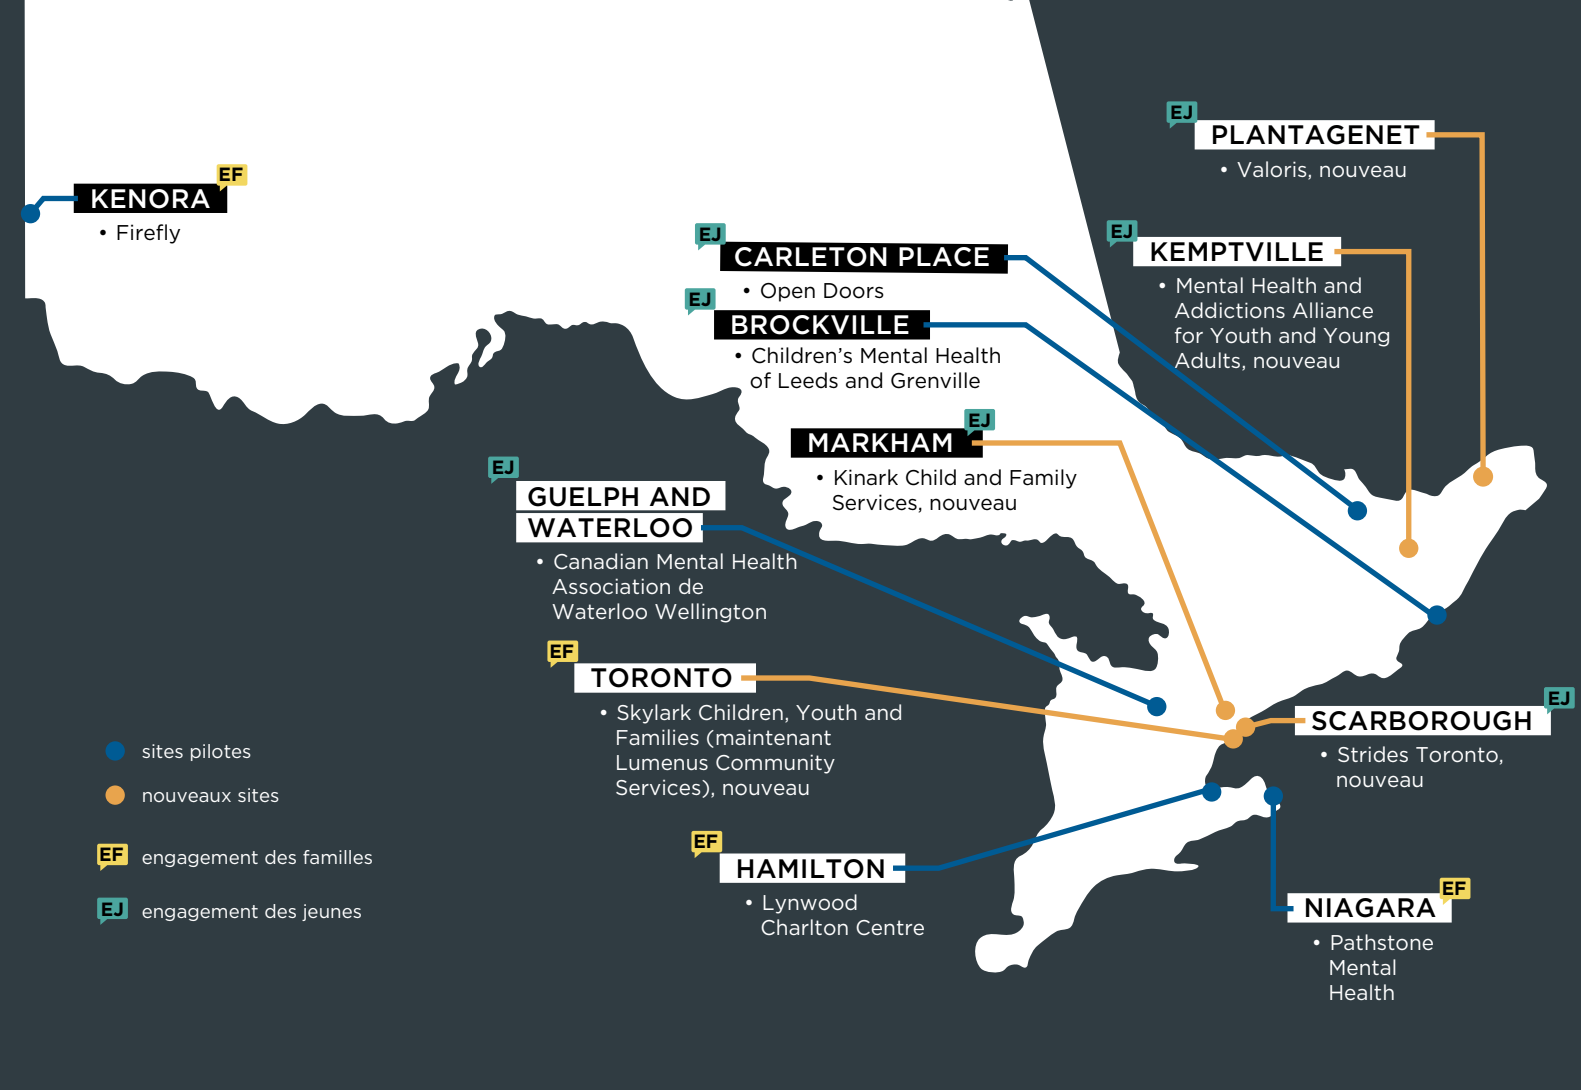 EJ
PLANTAGENET
• Valoris, nouveau
EF
KENORA
• Firefly
EJ
CARLETON PLACE
• Open Doors
EJ
KEMPTVILLE
• Mental Health and
Addictions Alliance
for Youth and Young
Adults, nouveau
EJ
BROCKVILLE
• Children’s Mental Health
of Leeds and Grenville
EJ
MARKHAM
• Kinark Child and Family
Services, nouveau
EJ
GUELPH AND
WATERLOO
• Canadian Mental Health
Association de
Waterloo Wellington
EF
TORONTO
• Skylark Children, Youth and
Families (maintenant
Lumenus Community
Services), nouveau
EJ
SCARBOROUGH
• Strides Toronto,
nouveau
EF
HAMILTON
• Lynwood
Charlton Centre
EF
NIAGARA
• Pathstone
Mental
Health
sites pilotes
nouveaux sites
EF engagement des familles
EJ engagement des jeunes